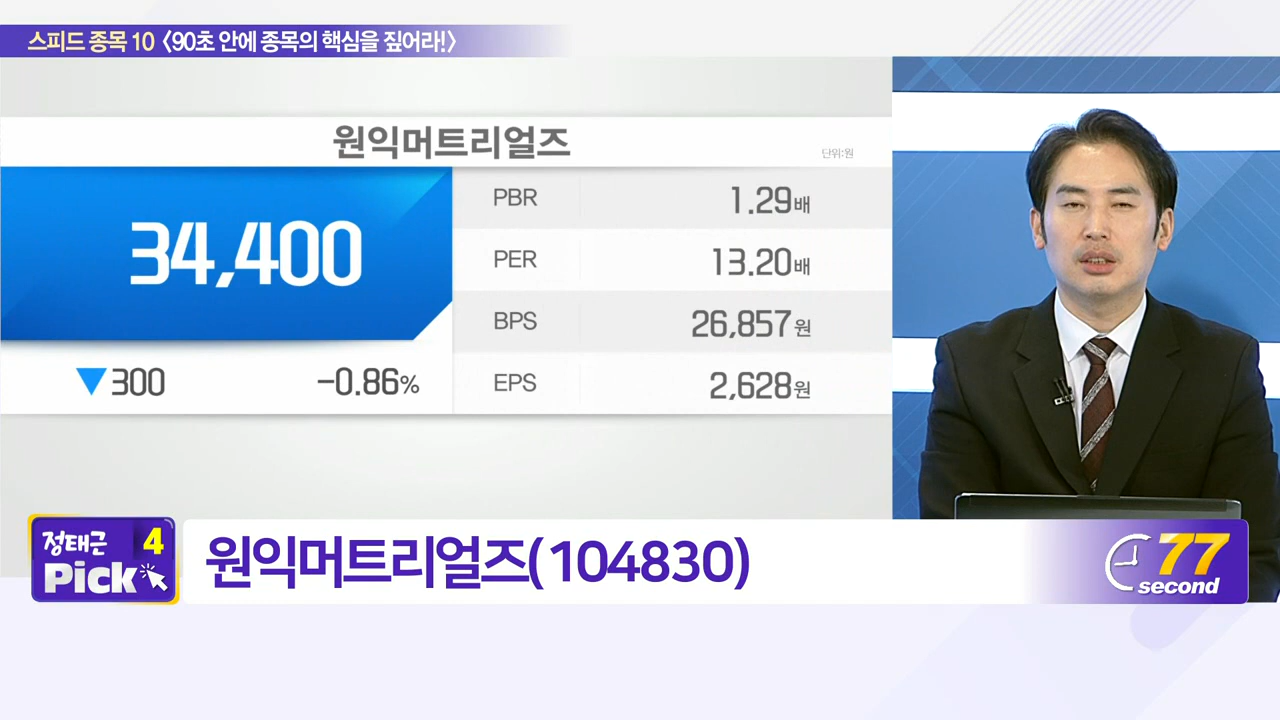 스피드 종목 10 <90초 안에 종목의 핵심을 짚어라!>
원익머트리얼즈
단위:원
34,400
▼300 -0.86%
PBR 1.29배
PER 13.20배
BPS 26,857원
EPS 2,628원
정태근 4
Pick
원익머트리얼즈(104830)
77
second